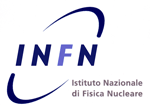 INFN
Istituto Nazionale
di Fisica Nucleare